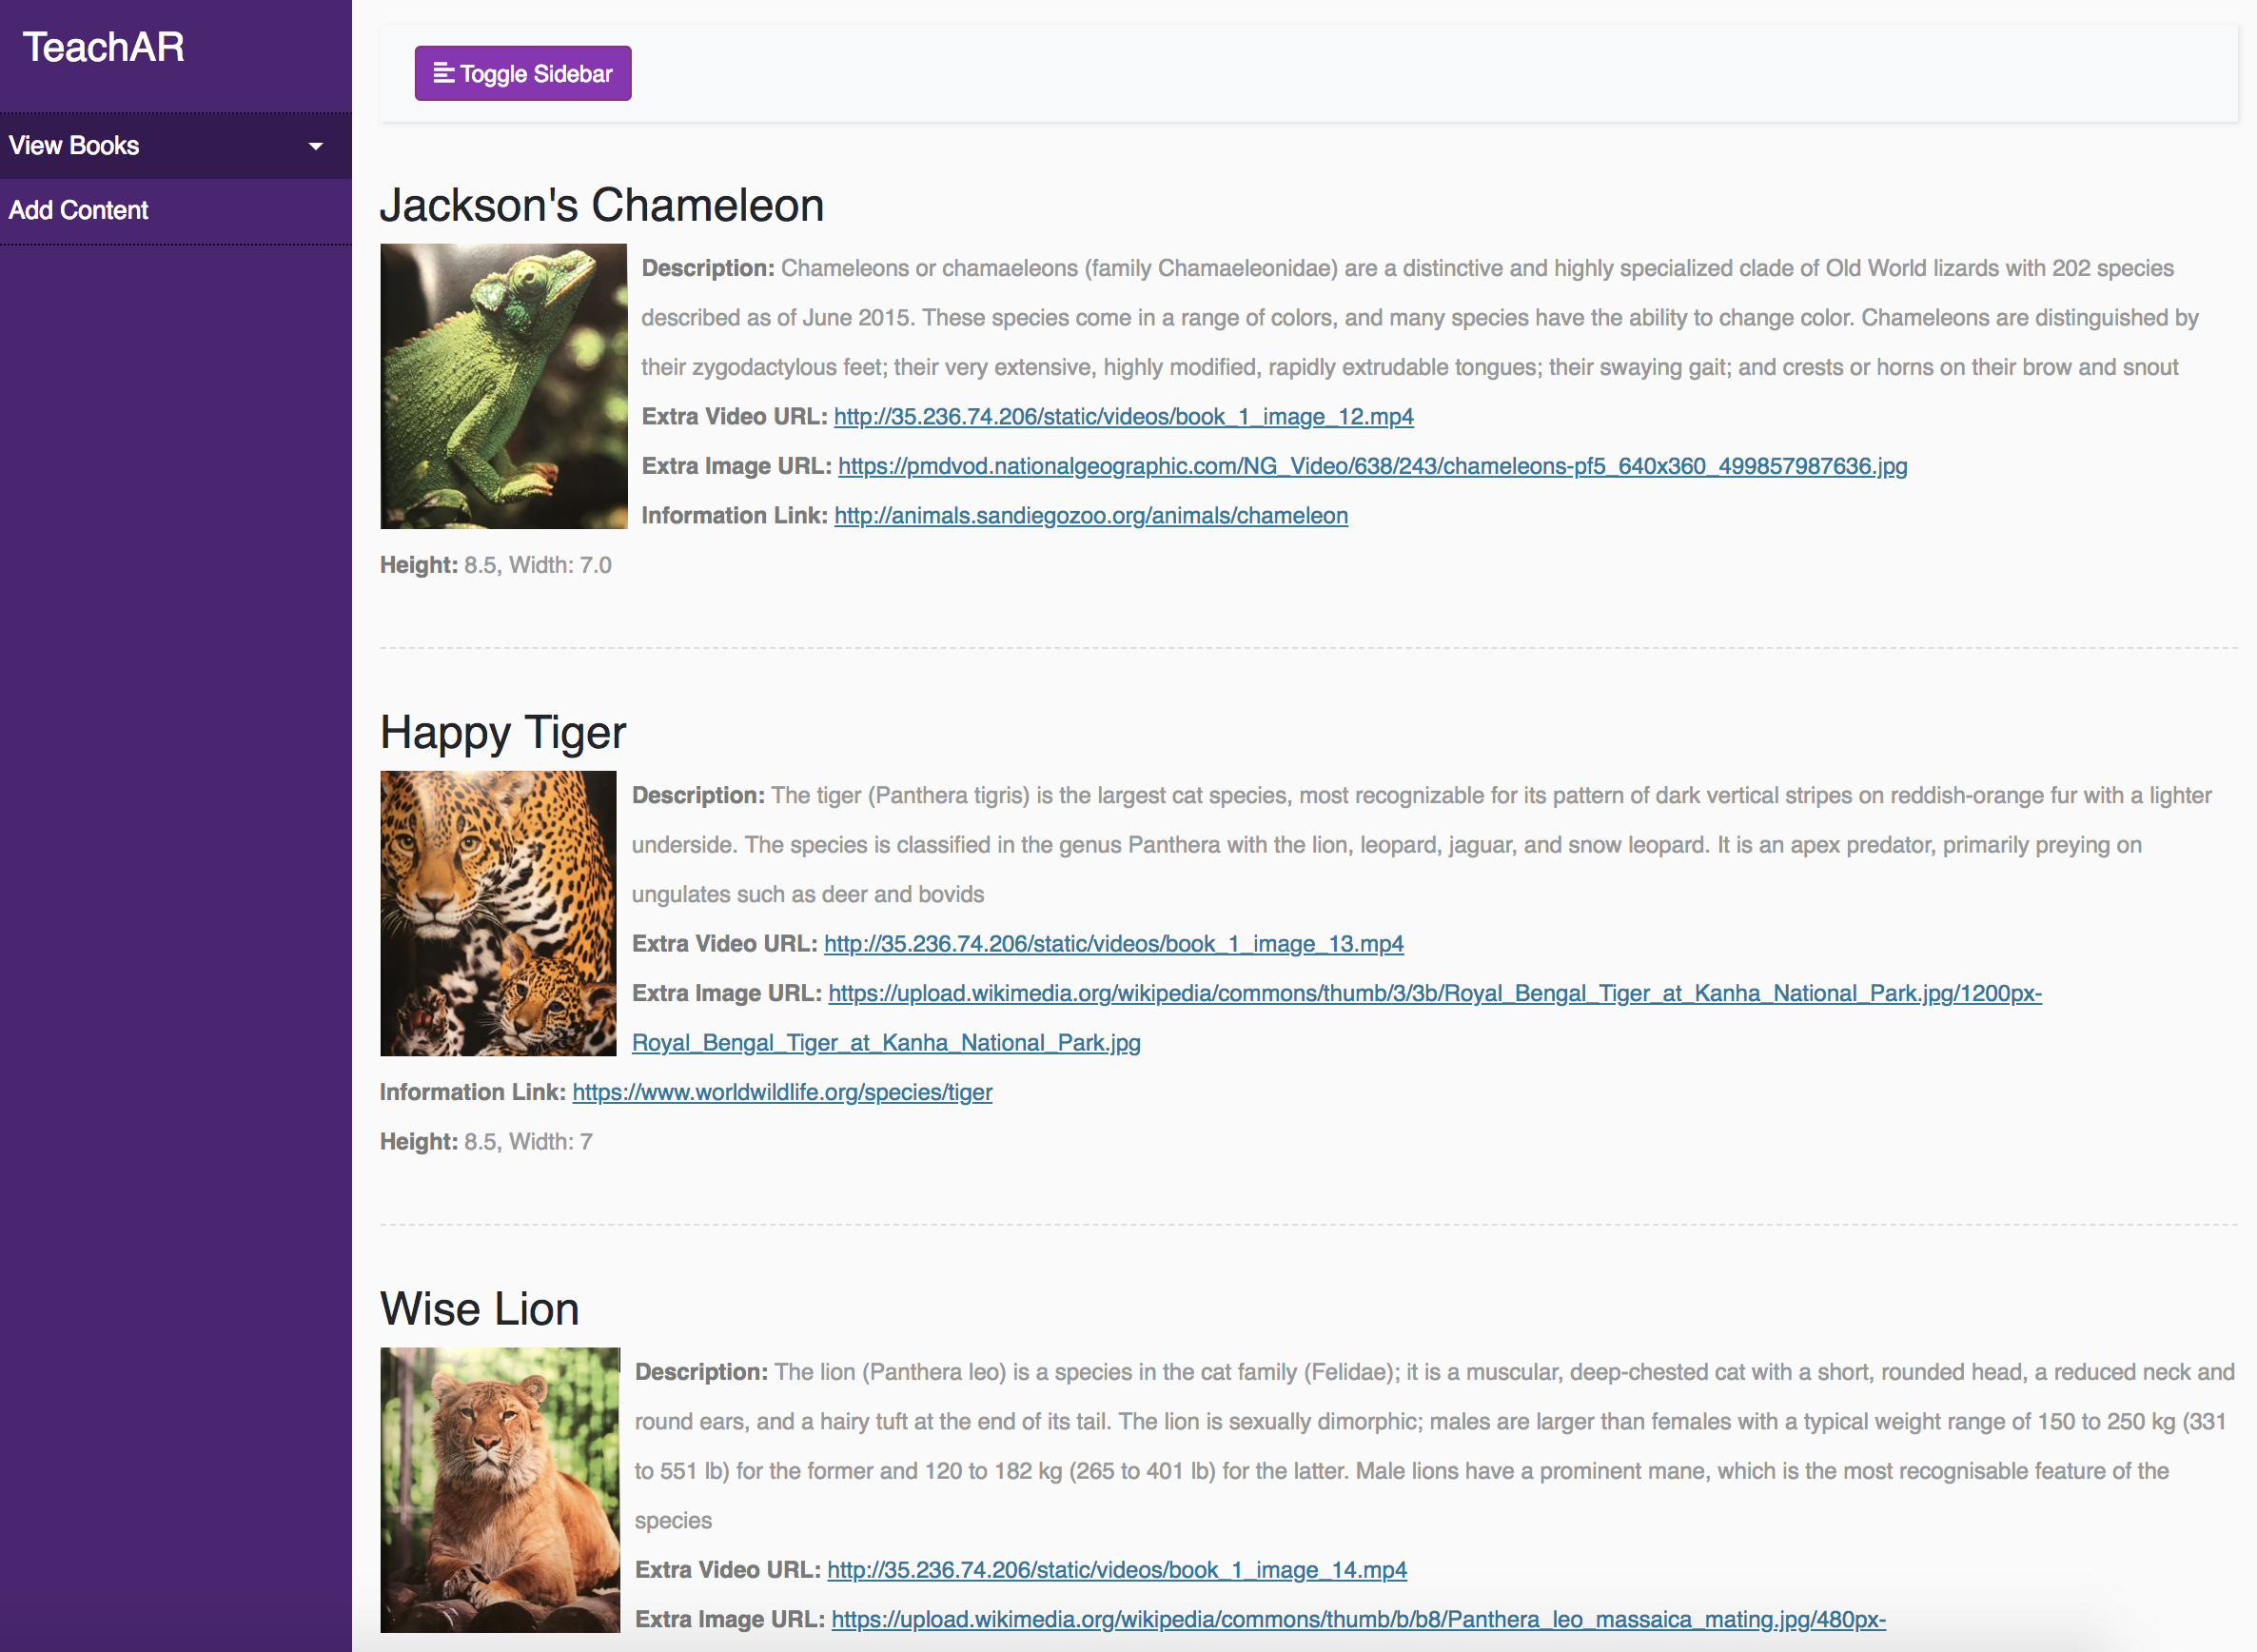 TeachAR
View Books
Add Content
Toggle Sidebar
Jackson's Chameleon
Description: Chameleons or chamaeleons (family Chamaeleonidae) are a distinctive and highly specialized clade of Old World lizards with 202 species
described as of June 2015. These species come in a range of colors, and many species have the ability to change color. Chameleons are distinguished by
their zygodactylous feet; their very extensive, highly modified, rapidly extrudable tongues; their swaying gait; and crests or horns on their brow and snout
Extra Video URL: http://35.236.74.206/static/videos/book_1_image_12.mp4
Extra Image URL: https://pmdvod.nationalgeographic.com/NG_Video/638/243/chameleons-pf5_640x360_499857987636.jpg
Information Link: http://animals.sandiegozoo.org/animals/chameleon
Height: 8.5, Width: 7.0
Happy Tiger
Description: The tiger (Panthera tigris) is the largest cat species, most recognizable for its pattern of dark vertical stripes on reddish-orange fur with a lighter
underside. The species is classified in the genus Panthera with the lion, leopard, jaguar, and snow leopard. It is an apex predator, primarily preying on
ungulates such as deer and bovids
Extra Video URL: http://35.236.74.206/static/videos/book_1_image_13.mp4
Extra Image URL: https://upload.wikimedia.org/wikipedia/commons/thumb/3/3b/Royal_Bengal_Tiger_at_Kanha_National_Park.jpg/1200px-
Royal_Bengal_Tiger_at_Kanha_National_Park.jpg
Information Link: https://www.worldwildlife.org/species/tiger
Height: 8.5, Width: 7
Wise Lion
Description: The lion (Panthera leo) is a species in the cat family (Felidae); it is a muscular, deep-chested cat with a short, rounded head, a reduced neck and
round ears, and a hairy tuft at the end of its tail. The lion is sexually dimorphic; males are larger than females with a typical weight range of 150 to 250 kg (331
to 551 lb) for the former and 120 to 182 kg (265 to 401 lb) for the latter. Male lions have a prominent mane, which is the most recognisable feature of the
species
Extra Video URL: http://35.236.74.206/static/videos/book_1_image_14.mp4
Extra Image URL: https://upload.wikimedia.org/wikipedia/commons/thumb/b/b8/Panthera_leo_massaica_mating.jpg/480px-